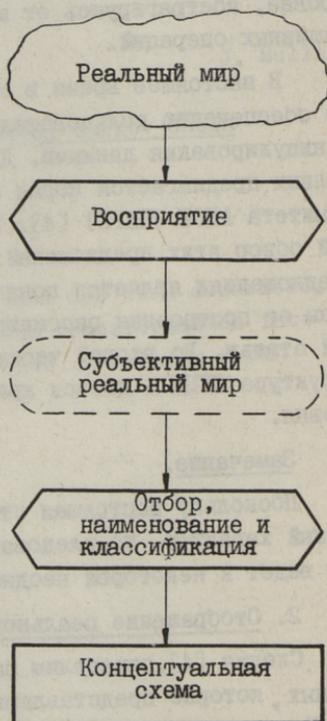 Реальный мир
Восприятие
Субъективный
реальный мир
Отбор,
наименование и
классификация
Концептуальная
схема